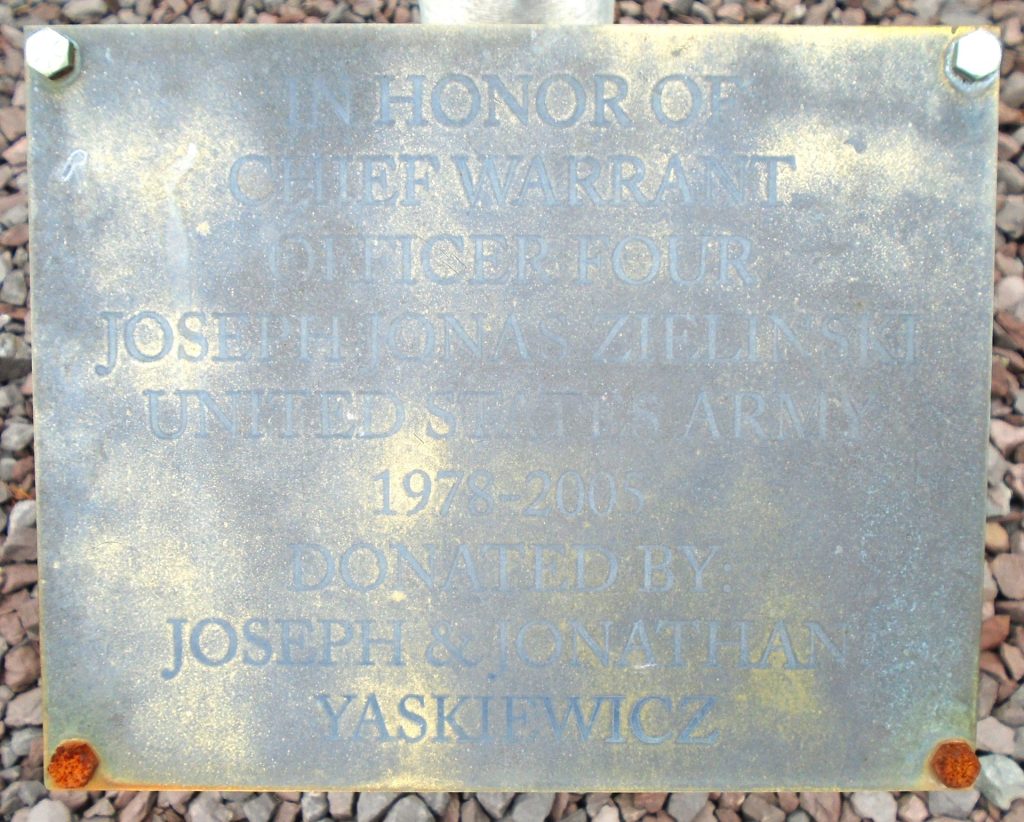 IN HONOR OF
CHIEF WARRANT
OFFICER FOUR
JOSEPH JONAS ZIELINSKI
UNITED STATES ARMY
1978-2005
DONATED BY:
JOSEPH & JONATHAN
YASKIEWICZ